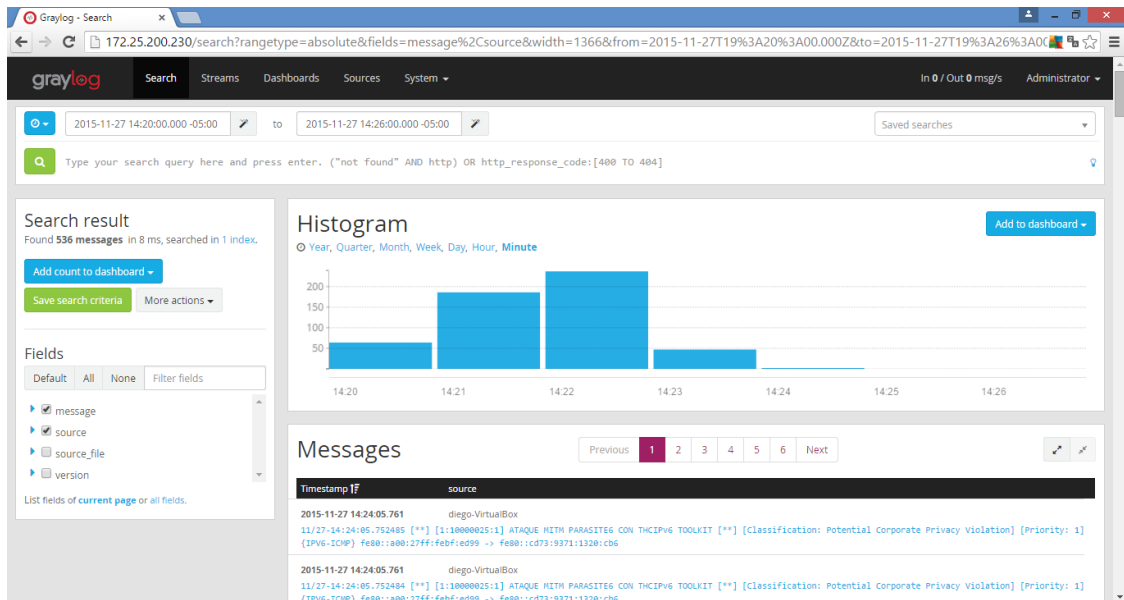 Graylog - Search
172.25.200.230/search?rangetype=absolute&fields=message%2Csource&width=1366&from=2015-11-27T19%3A20%3A00.000Z&to=2015-11-27T19%3A26%3A0
graylog Search Streams Dashboards Sources System In 0 / Out 0 msg/s Administrator
2015-11-27 14:20:00.000 -05:00 to 2015-11-27 14:26:00.000 -05:00 Saved searches
Type your search query here and press enter. ("not found" AND http) OR http_response_code:[400 TO 404]
Search result
Found 536 messages in 8 ms, searched in 1 index.
Add count to dashboard
Save search criteria More actions
Fields
Default All None Filter fields
message
source
source_file
version
List fields of current page or all fields.
Histogram
Add to dashboard
Year, Quarter, Month, Week, Day, Hour, Minute
200
150
100
50
14:20 14:21 14:22 14:23 14:24 14:25 14:26
Messages
Previous 1 2 3 4 5 6 Next
Timestamp source
2015-11-27 14:24:05.761 diego-VirtualBox
11/27-14:24:05.752485 [**] [1:10000025:1] ATAQUE MITM PARASITE6 CON THCIPv6 TOOLKIT [**] [Classification: Potential Corporate Privacy Violation] [Priority: 1]
{IPV6-ICMP} fe80::a00:27ff:febf:ed99 -> fe80::cd73:9371:1320:cb6
2015-11-27 14:24:05.761 diego-VirtualBox
11/27-14:24:05.752484 [**] [1:10000025:1] ATAQUE MITM PARASITE6 CON THCIPv6 TOOLKIT [**] [Classification: Potential Corporate Privacy Violation] [Priority: 1]
{IPV6-ICMP} fe80::a00:27ff:febf:ed99 -> fe80::cd73:9371:1320:cb6